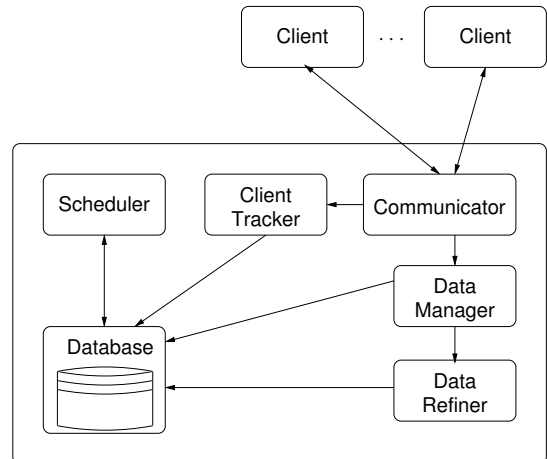 Client
. . .
Client
Scheduler
Client
Tracker
Communicator
Data
Manager
Database
Data
Refiner